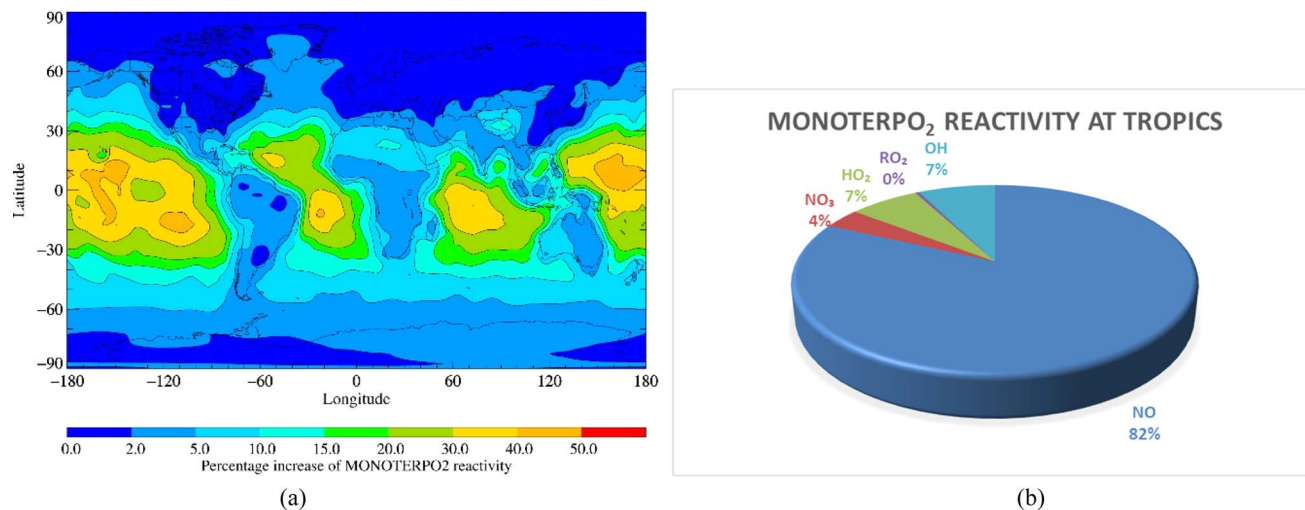 90
60
30
0
−30
−60
−90
Latitude
−180
−120
−60
0
60
120
180
Longitude
0.0
2.0
5.0
10.0
15.0
20.0
30.0
40.0
50.0
Percentage increase of MONOTERPO2 reactivity
(a)
MONOTERPO₂ REACTIVITY AT TROPICS
NO₃
4%
HO₂
7%
RO₂
0%
OH
7%
NO
82%
(b)